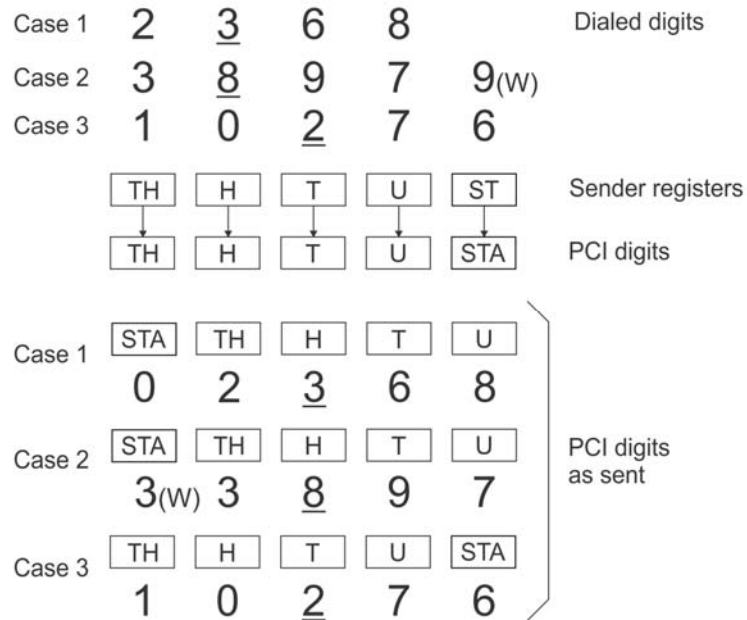 Case 1 2 3 6 8 Dialed digits
Case 2 3 8 9 7 9(W)
Case 3 1 0 2 7 6
TH H T U ST Sender registers
TH H T U STA PCI digits
Case 1 STA TH H T U
0 2 3 6 8
Case 2 STA TH H T U
3(W) 3 8 9 7
PCI digits
as sent
Case 3 TH H T U STA
1 0 2 7 6